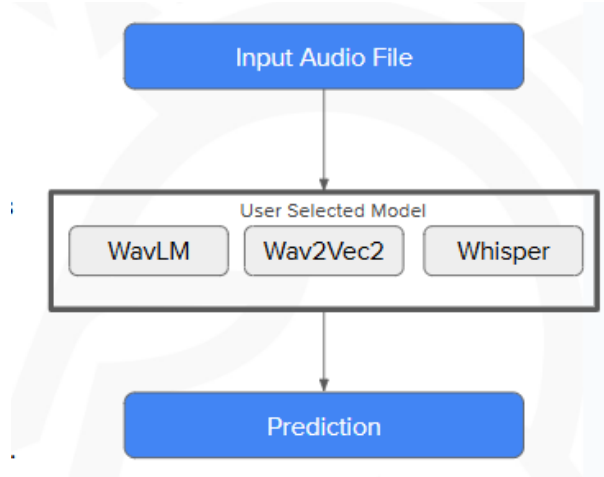 Input Audio File
User Selected Model
WavLM Wav2Vec2 Whisper
Prediction